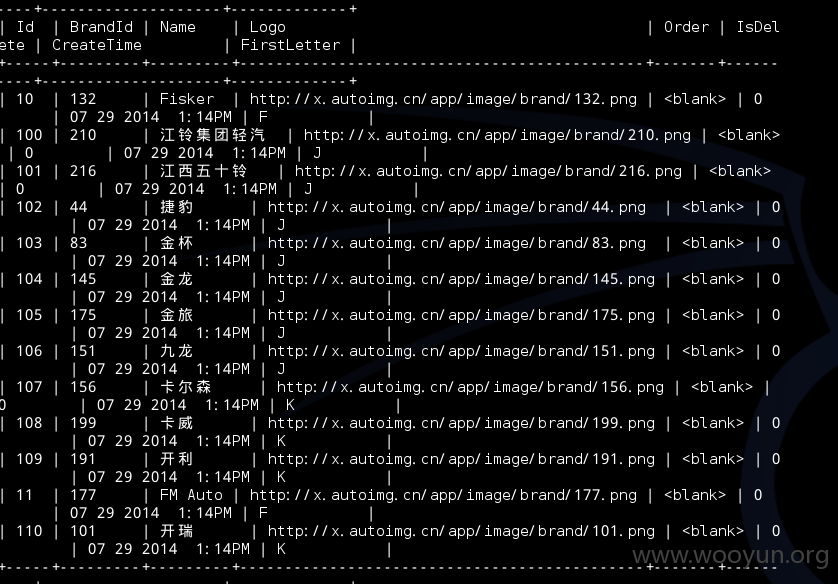 ----+--------------------+-------------+
| Id | BrandId | Name | Logo | Order | IsDel
ete | CreateTime | FirstLetter |
+-----+---------+---------+----------------------------------------------+-------+------
----+--------------------+-------------+
| 10 | 132 | Fisker | http://x.autoimg.cn/app/image/brand/132.png | <blank> | 0
| 07 29 2014 1:14PM | F |
| 100 | 210 | 江铃集团轻汽 | http://x.autoimg.cn/app/image/brand/210.png | <blank>
| 0 | 07 29 2014 1:14PM | J |
| 101 | 216 | 江西五十铃 | http://x.autoimg.cn/app/image/brand/216.png | <blank>
| 0 | 07 29 2014 1:14PM | J |
| 102 | 44 | 捷豹 | http://x.autoimg.cn/app/image/brand/44.png | <blank> | 0
| 07 29 2014 1:14PM | J |
| 103 | 83 | 金杯 | http://x.autoimg.cn/app/image/brand/83.png | <blank> | 0
| 07 29 2014 1:14PM | J |
| 104 | 145 | 金龙 | http://x.autoimg.cn/app/image/brand/145.png | <blank> | 0
| 07 29 2014 1:14PM | J |
| 105 | 175 | 金旅 | http://x.autoimg.cn/app/image/brand/175.png | <blank> | 0
| 07 29 2014 1:14PM | J |
| 106 | 151 | 九龙 | http://x.autoimg.cn/app/image/brand/151.png | <blank> | 0
| 07 29 2014 1:14PM | J |
| 107 | 156 | 卡尔森 | http://x.autoimg.cn/app/image/brand/156.png | <blank> |
0 | 07 29 2014 1:14PM | K |
| 108 | 199 | 卡威 | http://x.autoimg.cn/app/image/brand/199.png | <blank> | 0
| 07 29 2014 1:14PM | K |
| 109 | 191 | 开利 | http://x.autoimg.cn/app/image/brand/191.png | <blank> | 0
| 07 29 2014 1:14PM | K |
| 11 | 177 | FM Auto | http://x.autoimg.cn/app/image/brand/177.png | <blank> | 0
| 07 29 2014 1:14PM | F |
| 110 | 101 | 开瑞 | http://x.autoimg.cn/app/image/brand/101.png | <blank> | 0
| 07 29 2014 1:14PM | K |
www.wooyun.org
+-----+---------+---------+----------------------------------------------+-------+------